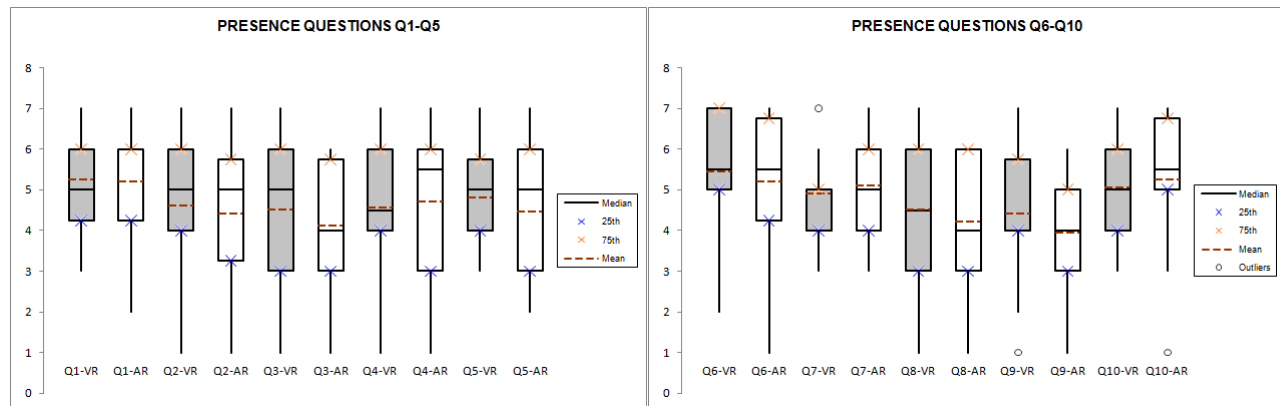 PRESENCE QUESTIONS Q1-Q5
8
7
6
5
4
3
2
1
0
Q1-VR Q1-AR Q2-VR Q2-AR Q3-VR Q3-AR Q4-VR Q4-AR Q5-VR Q5-AR
Median
25th
75th
Mean
PRESENCE QUESTIONS Q6-Q10
8
7
6
5
4
3
2
1
0
Q6-VR Q6-AR Q7-VR Q7-AR Q8-VR Q8-AR Q9-VR Q9-AR Q10-VR Q10-AR
Median
25th
75th
Mean
Outliers